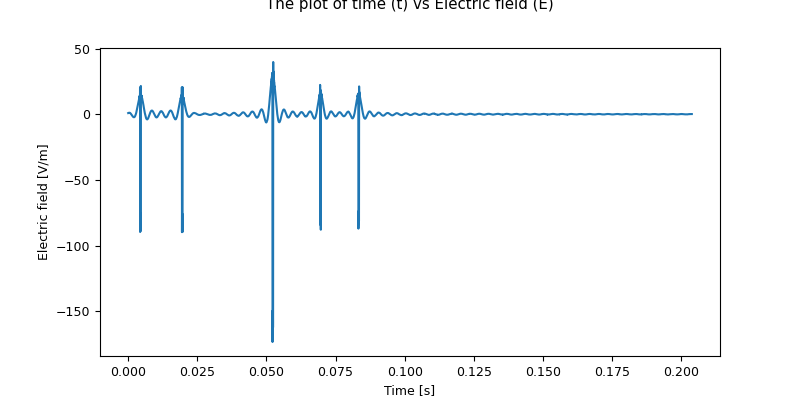 The plot of time (t) vs Electric field (E)
50
0
−50
−100
−150
Electric field [V/m]
0.000 0.025 0.050 0.075 0.100 0.125 0.150 0.175 0.200
Time [s]